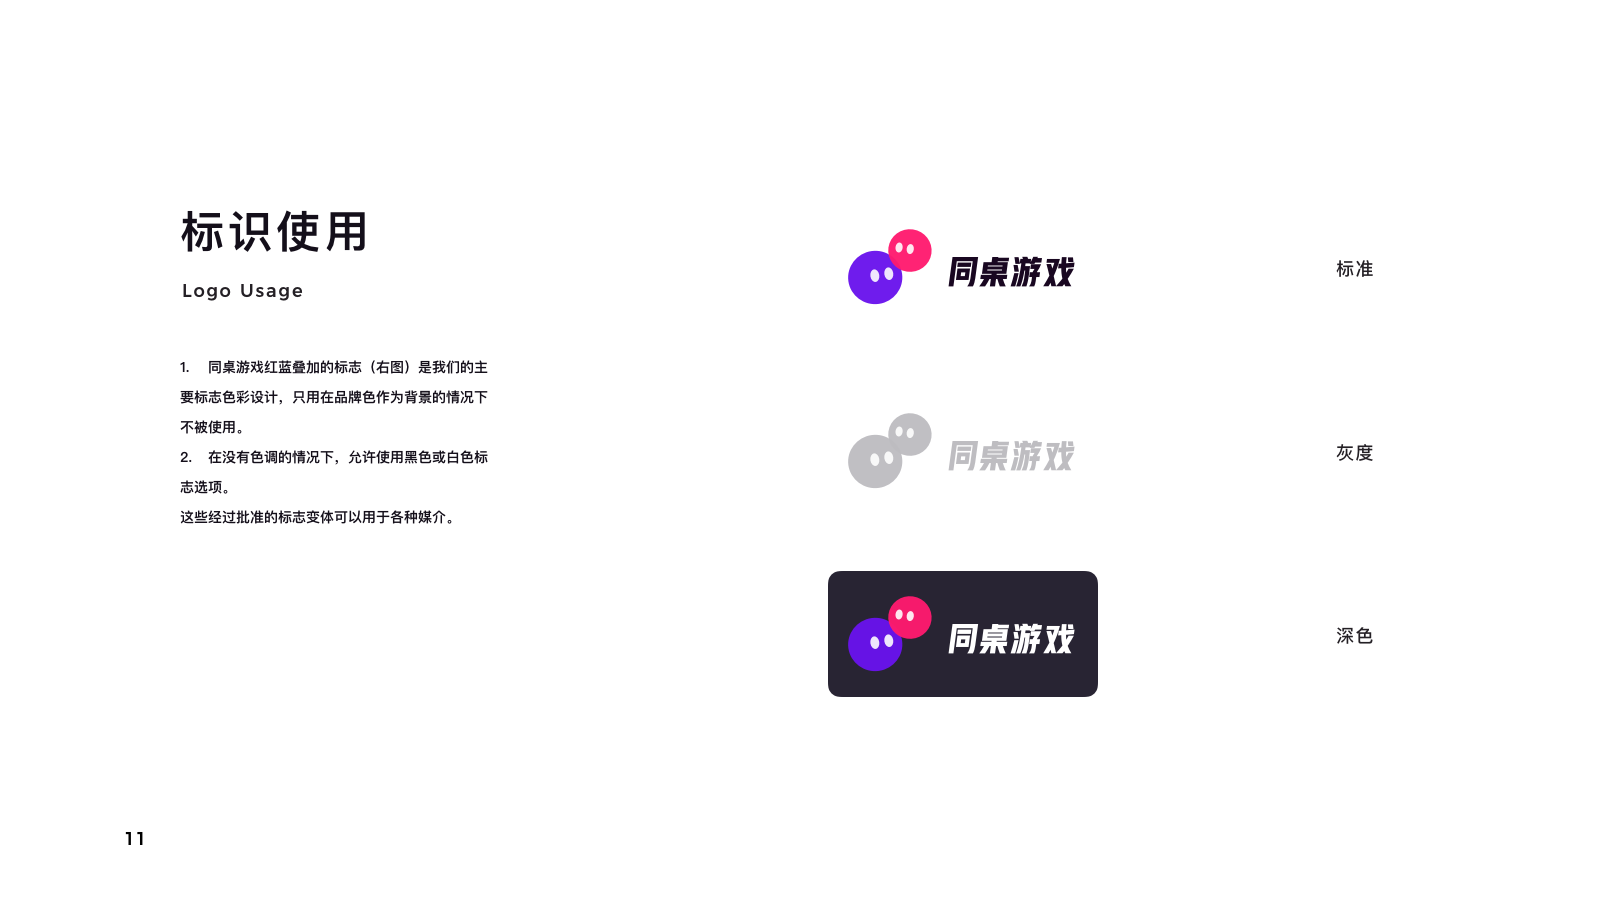 标识使用
Logo Usage
1. 同桌游戏红蓝叠加的标志（右图）是我们的主
要标志色彩设计，只用在品牌色作为背景的情况下
不被使用。
2. 在没有色调的情况下，允许使用黑色或白色标
志选项。
这些经过批准的标志变体可以用于各种媒介。
同桌游戏
标准
同桌游戏
灰度
同桌游戏
深色
11